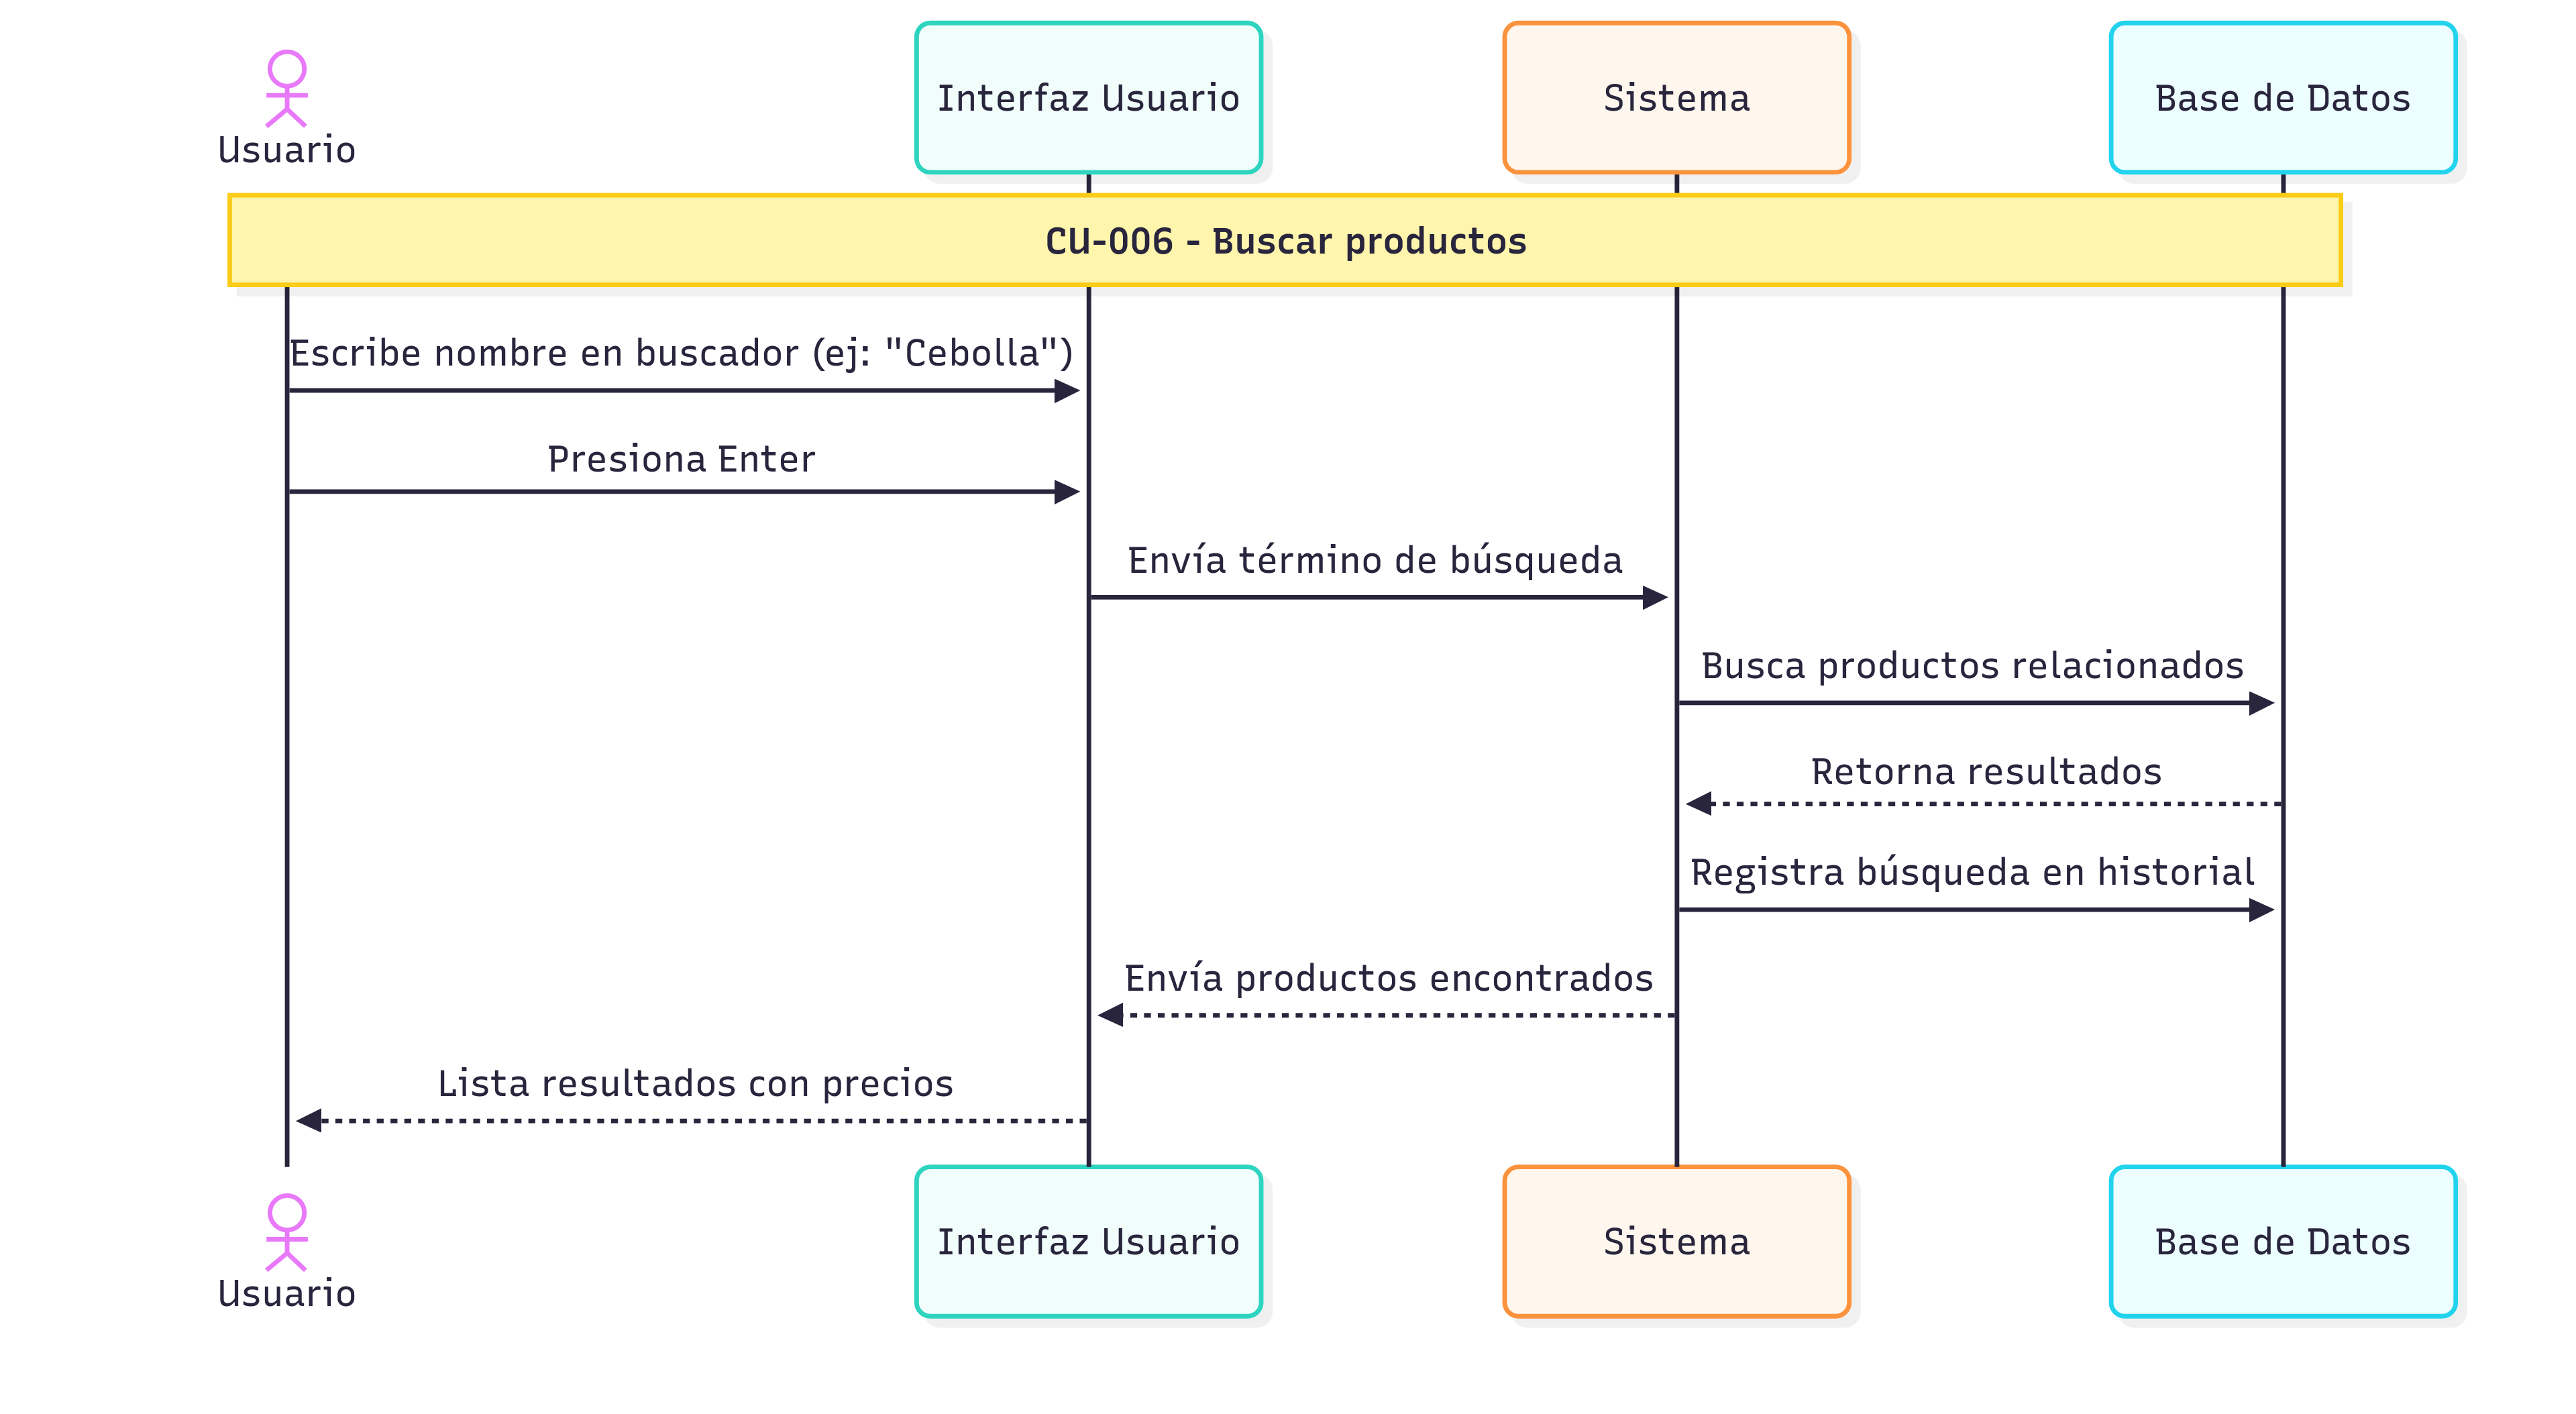 Usuario
Interfaz Usuario
Sistema
Base de Datos
CU-006 - Buscar productos
Escribe nombre en buscador (ej: "Cebolla")
Presiona Enter
Envía término de búsqueda
Busca productos relacionados
Retorna resultados
Registra búsqueda en historial
Envía productos encontrados
Lista resultados con precios
Usuario
Interfaz Usuario
Sistema
Base de Datos